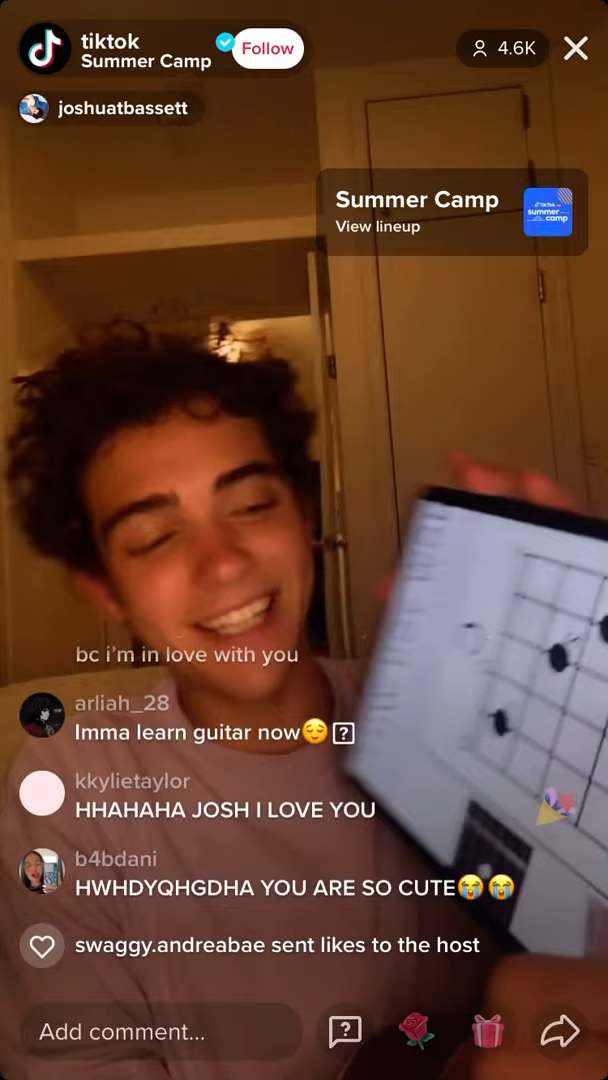 tiktok
Summer Camp
Follow
4.6K
joshuatbassett
Summer Camp
View lineup
TikTok
summer
camp
bc i'm in love with you
arliah_28
Imma learn guitar now😌
kkylietaylor
HHAHAHA JOSH I LOVE YOU
b4bdani
HWHDYQHGDHA YOU ARE SO CUTE😭😭
swaggy.andreabae sent likes to the host
Add comment...